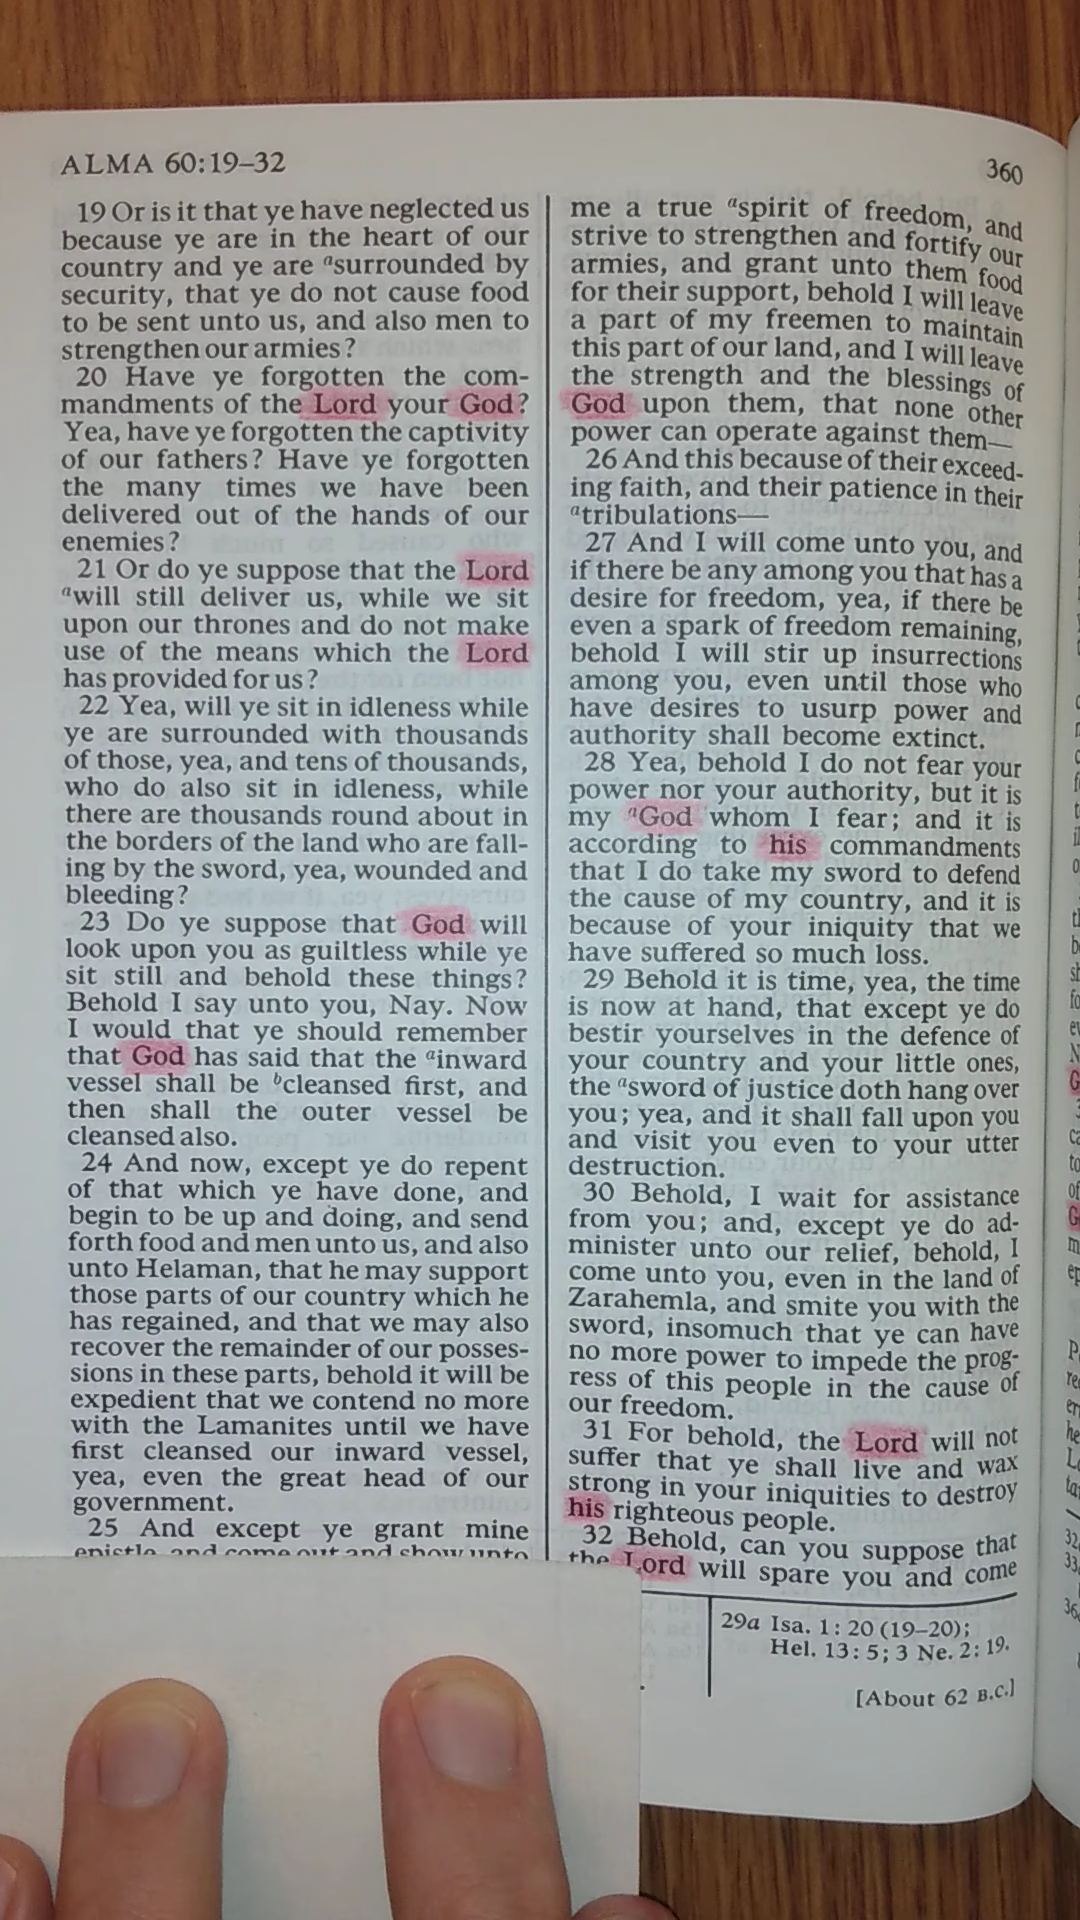 ALMA 60:19–32
360
19 Or is it that ye have neglected us
because ye are in the heart of our
country and ye are ᵃsurrounded by
security, that ye do not cause food
to be sent unto us, and also men to
strengthen our armies?
20 Have ye forgotten the com-
mandments of the Lord your God?
Yea, have ye forgotten the captivity
of our fathers? Have ye forgotten
the many times we have been
delivered out of the hands of our
enemies?
21 Or do ye suppose that the Lord
ᵃwill still deliver us, while we sit
upon our thrones and do not make
use of the means which the Lord
has provided for us?
22 Yea, will ye sit in idleness while
ye are surrounded with thousands
of those, yea, and tens of thousands,
who do also sit in idleness, while
there are thousands round about in
the borders of the land who are fall-
ing by the sword, yea, wounded and
bleeding?
23 Do ye suppose that God will
look upon you as guiltless while ye
sit still and behold these things?
Behold I say unto you, Nay. Now
I would that ye should remember
that God has said that the ᵃinward
vessel shall be ᵇcleansed first, and
then shall the outer vessel be
cleansed also.
24 And now, except ye do repent
of that which ye have done, and
begin to be up and doing, and send
forth food and men unto us, and also
unto Helaman, that he may support
those parts of our country which he
has regained, and that we may also
recover the remainder of our posses-
sions in these parts, behold it will be
expedient that we contend no more
with the Lamanites until we have
first cleansed our inward vessel,
yea, even the great head of our
government.
25 And except ye grant mine
epistle, and come out and show unto
me a true ᵃspirit of freedom, and
strive to strengthen and fortify our
armies, and grant unto them food
for their support, behold I will leave
a part of my freemen to maintain
this part of our land, and I will leave
the strength and the blessings of
God upon them, that none other
power can operate against them—
26 And this because of their exceed-
ing faith, and their patience in their
ᵃtribulations—
27 And I will come unto you, and
if there be any among you that has a
desire for freedom, yea, if there be
even a spark of freedom remaining,
behold I will stir up insurrections
among you, even until those who
have desires to usurp power and
authority shall become extinct.
28 Yea, behold I do not fear your
power nor your authority, but it is
my ᵃGod whom I fear; and it is
according to his commandments
that I do take my sword to defend
the cause of my country, and it is
because of your iniquity that we
have suffered so much loss.
29 Behold it is time, yea, the time
is now at hand, that except ye do
bestir yourselves in the defence of
your country and your little ones,
the ᵃsword of justice doth hang over
you; yea, and it shall fall upon you
and visit you even to your utter
destruction.
30 Behold, I wait for assistance
from you; and, except ye do ad-
minister unto our relief, behold, I
come unto you, even in the land of
Zarahemla, and smite you with the
sword, insomuch that ye can have
no more power to impede the prog-
ress of this people in the cause of
our freedom.
31 For behold, the Lord will not
suffer that ye shall live and wax
strong in your iniquities to destroy
his righteous people.
32 Behold, can you suppose that
the Lord will spare you and come
29a Isa. 1:20 (19–20);
Hel. 13:5; 3 Ne. 2:19.
[About 62 B.C.]